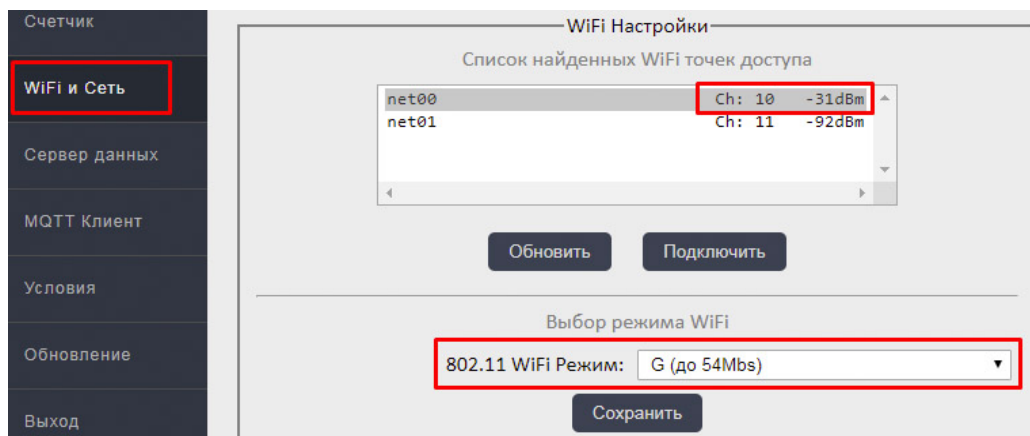 Счетчик
WiFi и Сеть
Сервер данных
MQTT Клиент
Условия
Обновление
Выход
WiFi Настройки
Список найденных WiFi точек доступа
net00 Ch: 10 -31dBm
net01 Ch: 11 -92dBm
Обновить Подключить
Выбор режима WiFi
802.11 WiFi Режим: G (до 54Mbs)
Сохранить